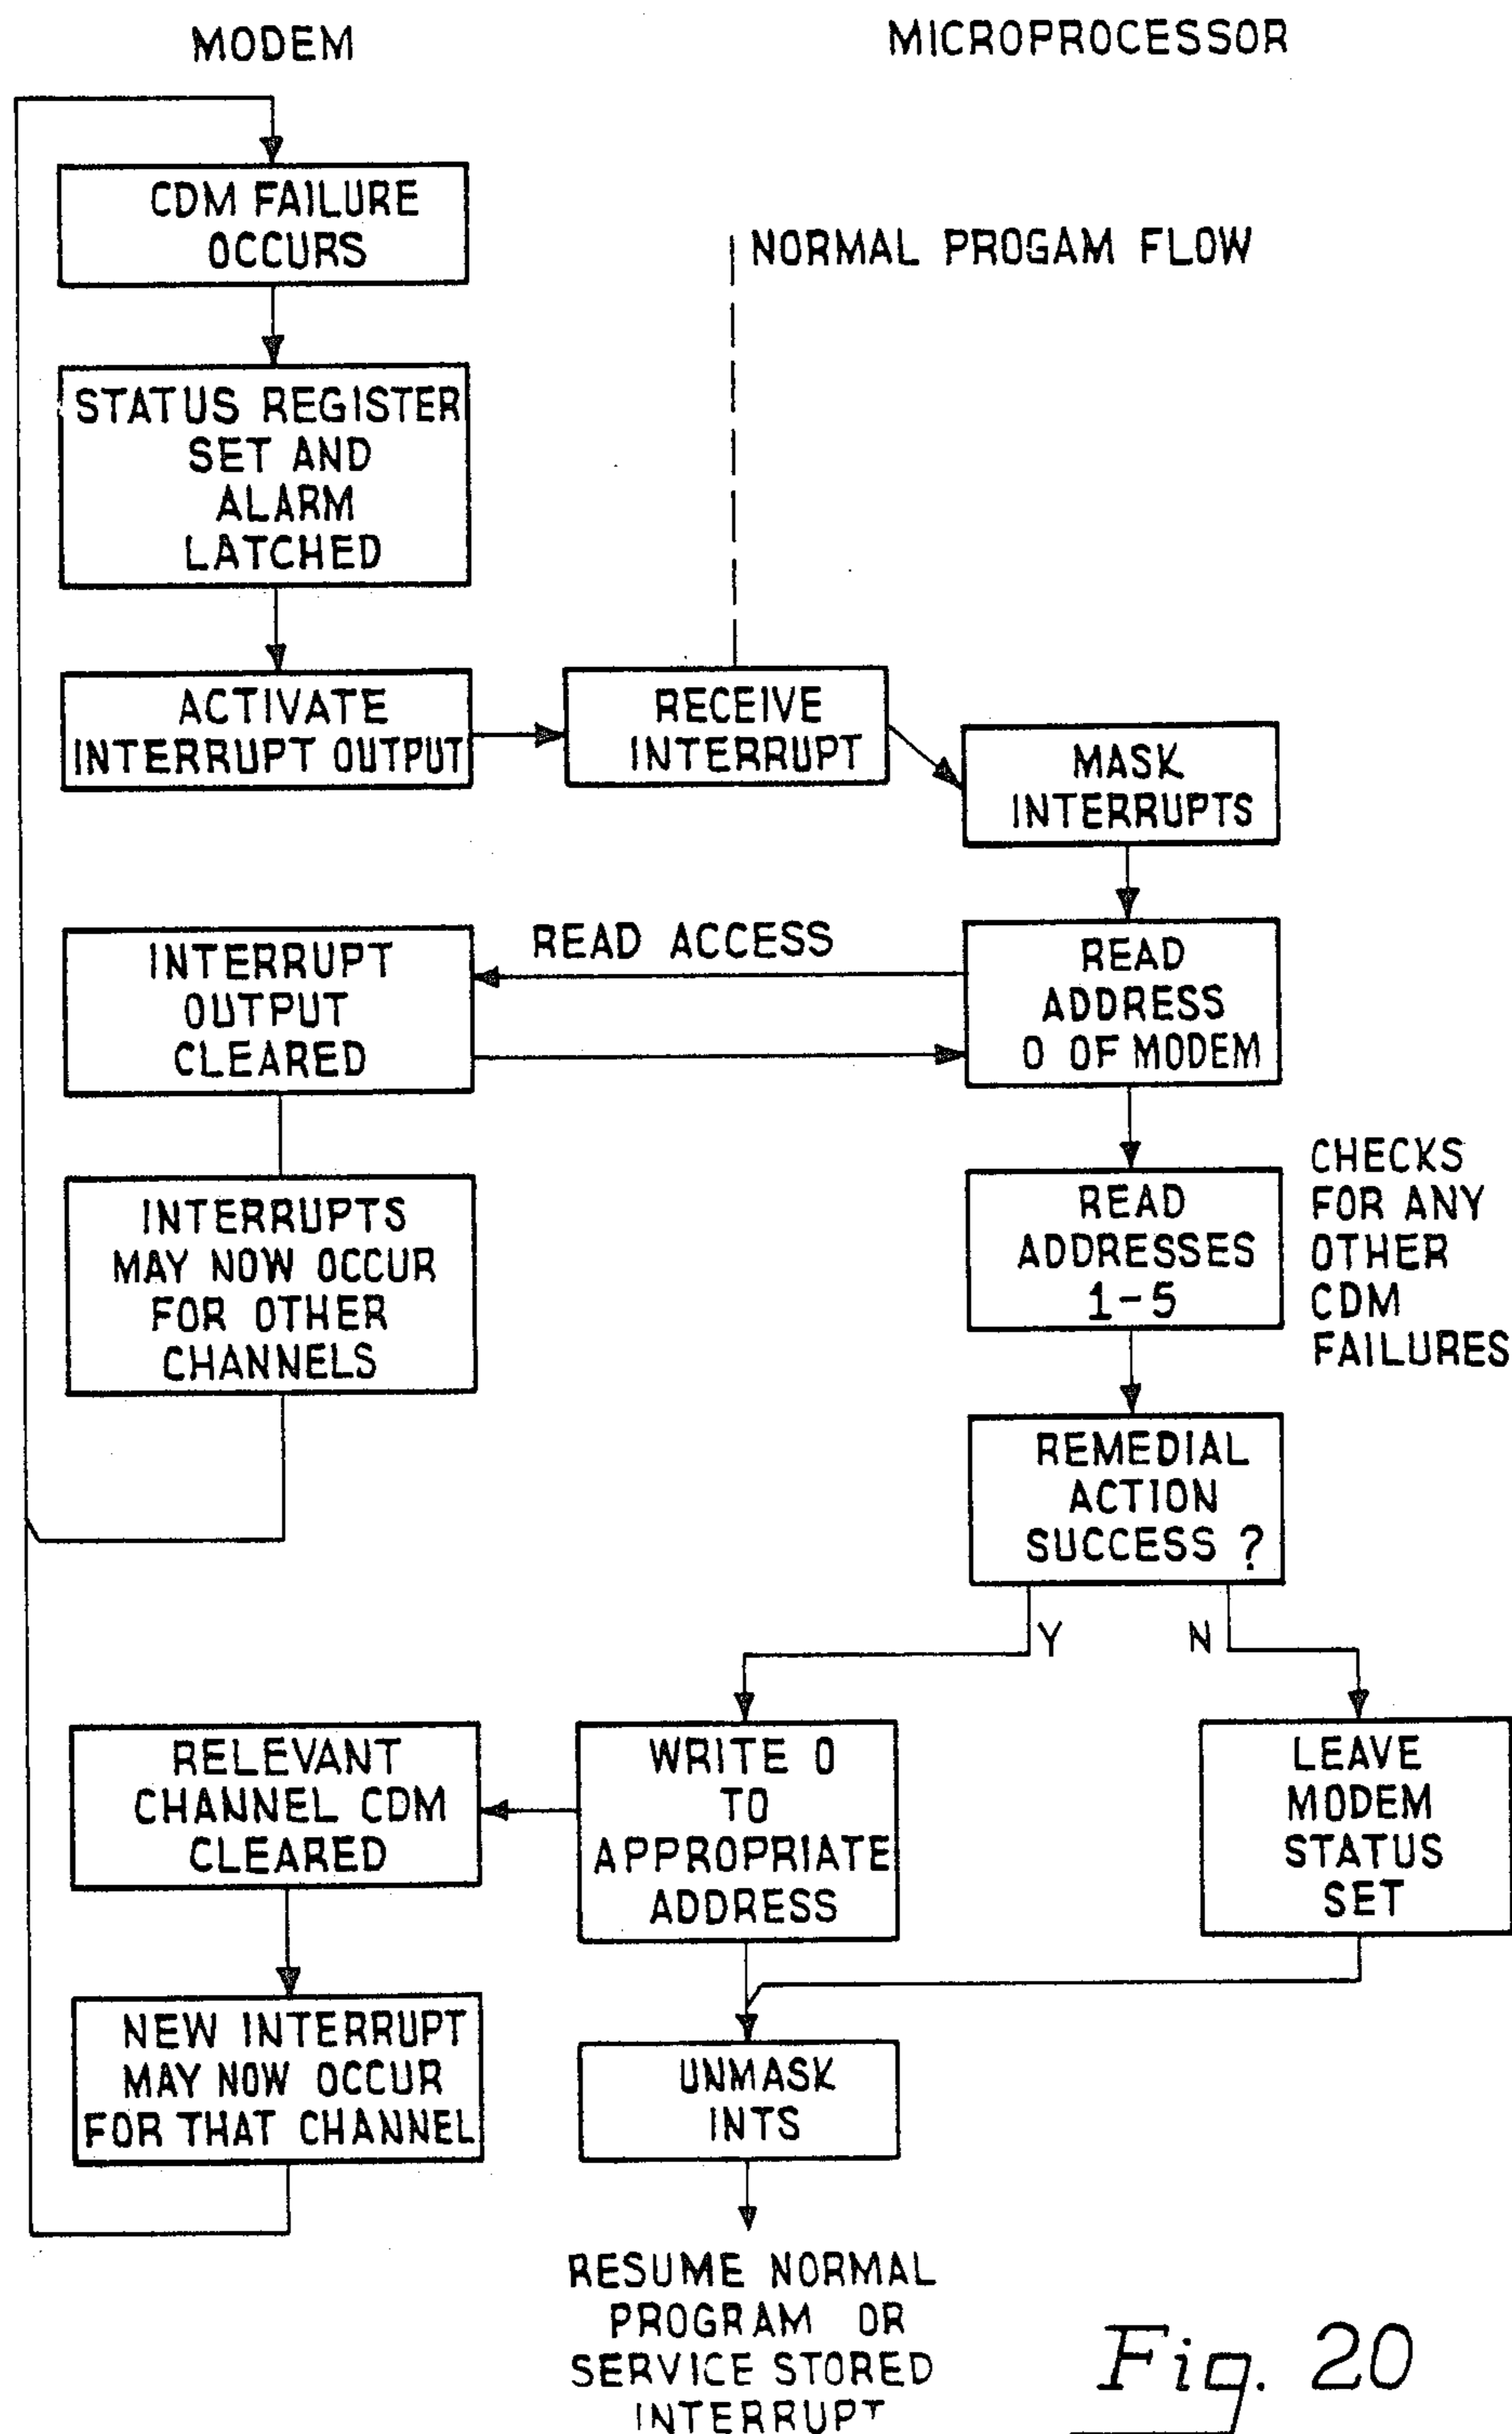 MODEM
MICROPROCESSOR
CDM FAILURE
OCCURS
NORMAL PROGAM FLOW
STATUS REGISTER
SET AND
ALARM
LATCHED
ACTIVATE
INTERRUPT OUTPUT
RECEIVE
INTERRUPT
MASK
INTERRUPTS
INTERRUPT
OUTPUT
CLEARED
READ ACCESS
READ
ADDRESS
0 OF MODEM
INTERRUPTS
MAY NOW OCCUR
FOR OTHER
CHANNELS
READ
ADDRESSES
1-5
CHECKS
FOR ANY
OTHER
CDM
FAILURES
REMEDIAL
ACTION
SUCCESS ?
Y
N
RELEVANT
CHANNEL CDM
CLEARED
WRITE 0
TO
APPROPRIATE
ADDRESS
LEAVE
MODEM
STATUS
SET
NEW INTERRUPT
MAY NOW OCCUR
FOR THAT CHANNEL
UNMASK
INTS
RESUME NORMAL
PROGRAM OR
SERVICE STORED
INTERRUPT
Fig. 20